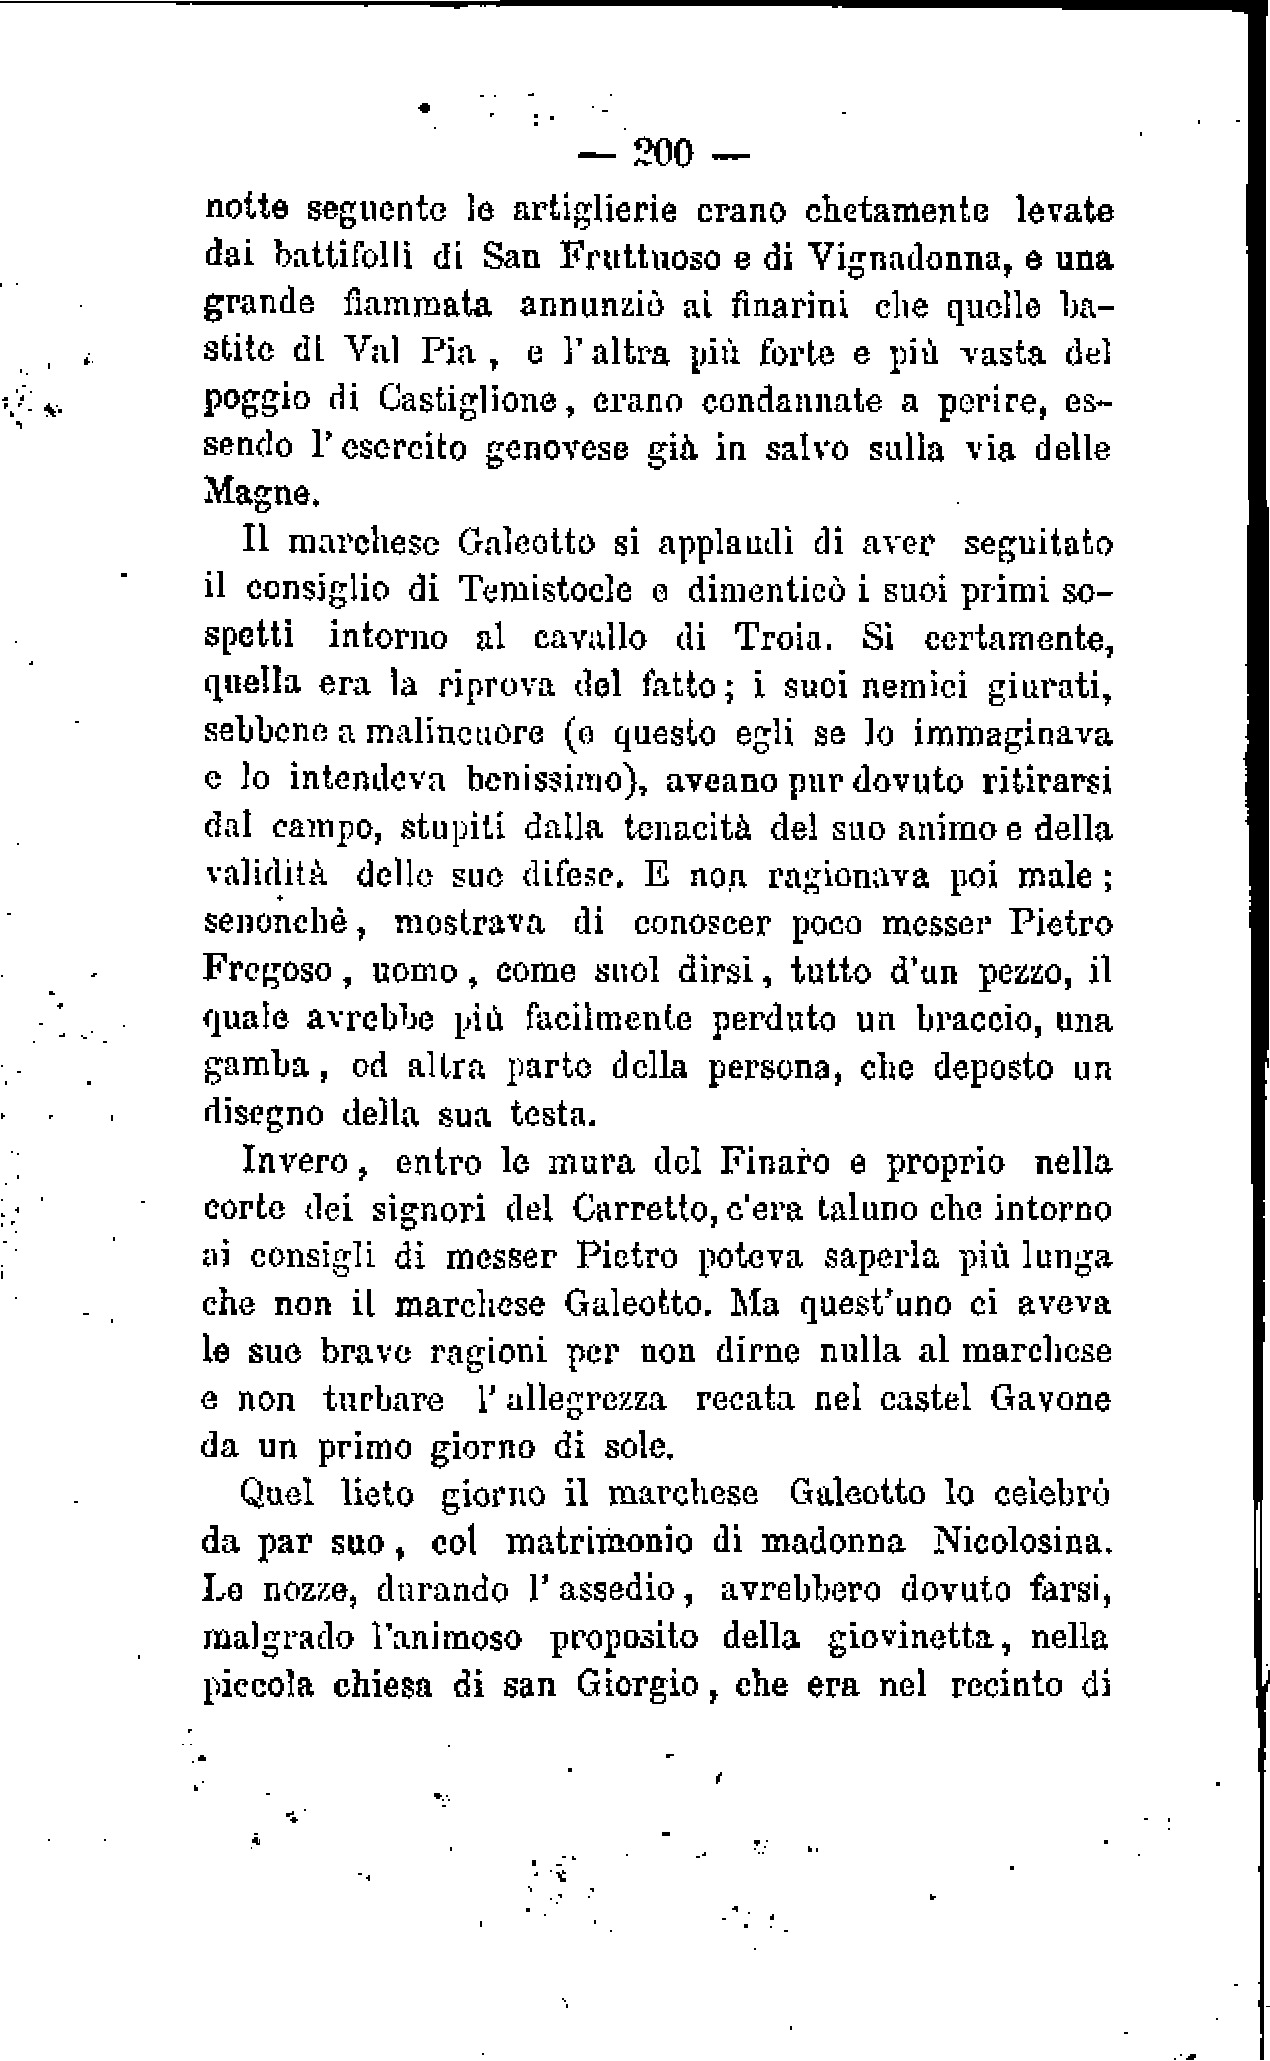 — 200 —
notte seguente le artiglierie erano chetamente levate
dai battifolli di San Fruttuoso e di Vignadonna, e una
grande fiammata annunziò ai finarini che quelle ba-
stite di Val Pia, e l'altra più forte e più vasta del
poggio di Castiglione, erano condannate a perire, es-
sendo l'esercito genovese già in salvo sulla via delle
Magne.
Il marchese Galeotto si applaudì di aver seguitato
il consiglio di Temistocle e dimenticò i suoi primi so-
spetti intorno al cavallo di Troia. Sì certamente,
quella era la riprova del fatto; i suoi nemici giurati,
sebbene a malincuore (e questo egli se lo immaginava
e lo intendeva benissimo), aveano pur dovuto ritirarsi
dal campo, stupiti dalla tenacità del suo animo e della
validità delle sue difese. E non ragionava poi male;
senonchè, mostrava di conoscer poco messer Pietro
Fregoso, uomo, come suol dirsi, tutto d'un pezzo, il
quale avrebbe più facilmente perduto un braccio, una
gamba, od altra parte della persona, che deposto un
disegno della sua testa.
Invero, entro le mura del Finaro e proprio nella
corte dei signori del Carretto, c'era taluno che intorno
ai consigli di messer Pietro poteva saperla più lunga
che non il marchese Galeotto. Ma quest'uno ci aveva
le sue brave ragioni per non dirne nulla al marchese
e non turbare l'allegrezza recata nel castel Gavone
da un primo giorno di sole.
Quel lieto giorno il marchese Galeotto lo celebrò
da par suo, col matrimonio di madonna Nicolosina.
Le nozze, durando l'assedio, avrebbero dovuto farsi,
malgrado l'animoso proposito della giovinetta, nella
piccola chiesa di san Giorgio, che era nel recinto di